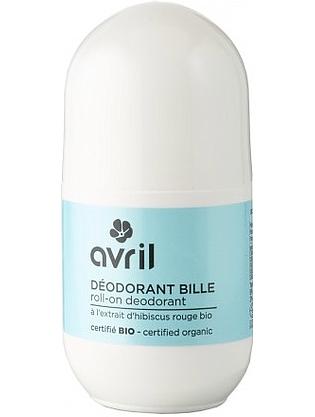 avril
DÉODORANT BILLE
roll-on deodorant
à l'extrait d'hibiscus rouge bio
certifié BIO - certified organic